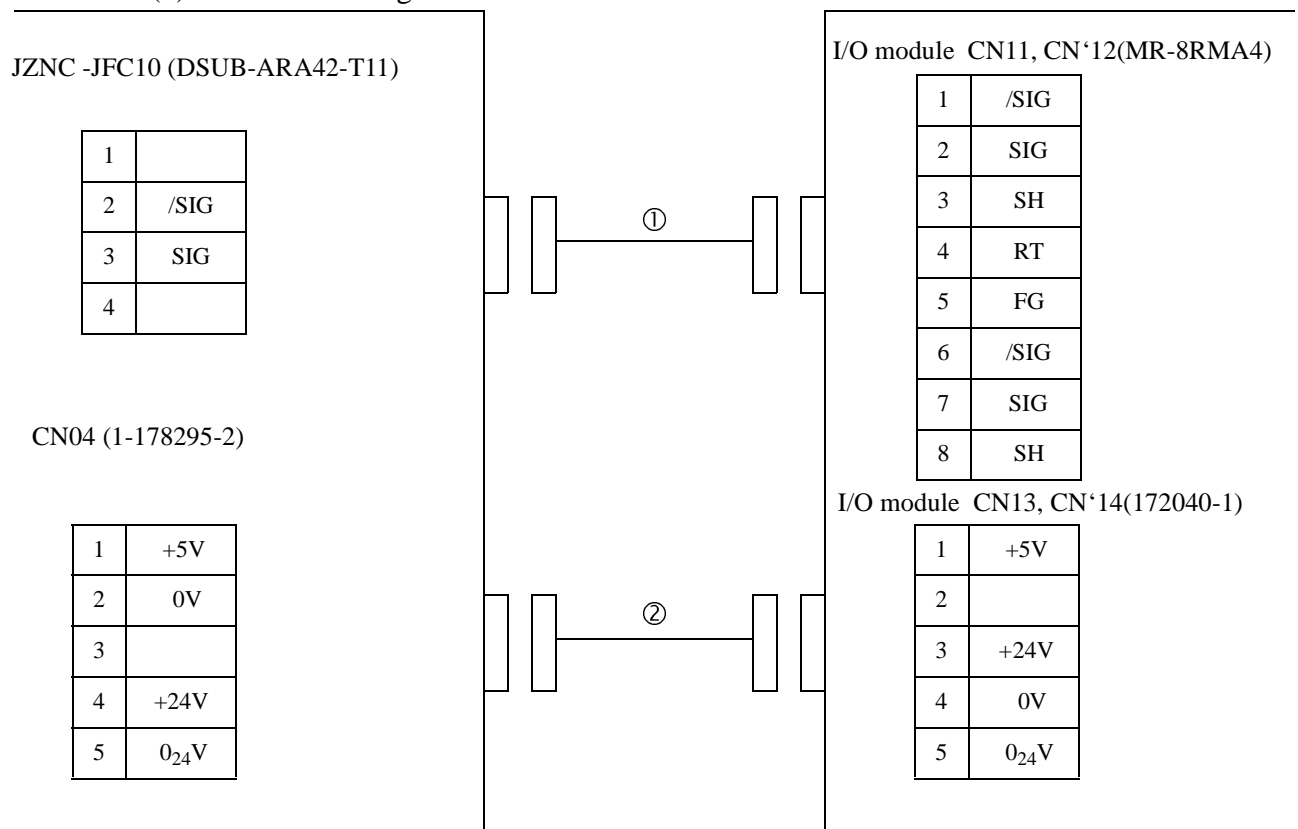 JZNC -JFC10 (DSUB-ARA42-T11)
1
2 /SIG
3 SIG
4
CN04 (1-178295-2)
1 +5V
2 0V
3
4 +24V
5 0₂₄V
①
②
I/O module CN11, CN‘12(MR-8RMA4)
1 /SIG
2 SIG
3 SH
4 RT
5 FG
6 /SIG
7 SIG
8 SH
I/O module CN13, CN‘14(172040-1)
1 +5V
2
3 +24V
4 0V
5 0₂₄V